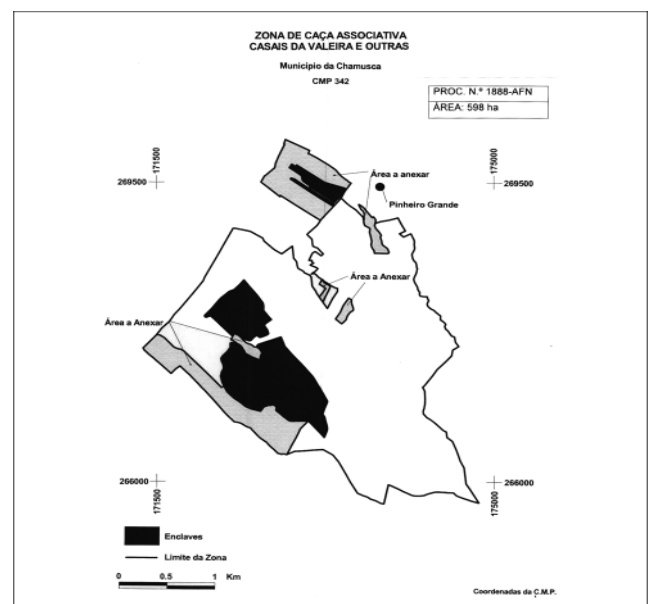 ZONA DE CAÇA ASSOCIATIVA
CASAIS DA VALEIRA E OUTRAS
Município da Chamusca
CMP 342
PROC. N.º 1888-AFN
ÁREA: 598 ha
171500
175000
269500
269500
Área a anexar
Pinheiro Grande
Área a Anexar
Área a Anexar
266000
266000
171500
175000
Enclaves
Limite da Zona
0 0.5 1 Km
Coordenadas da C.M.P.